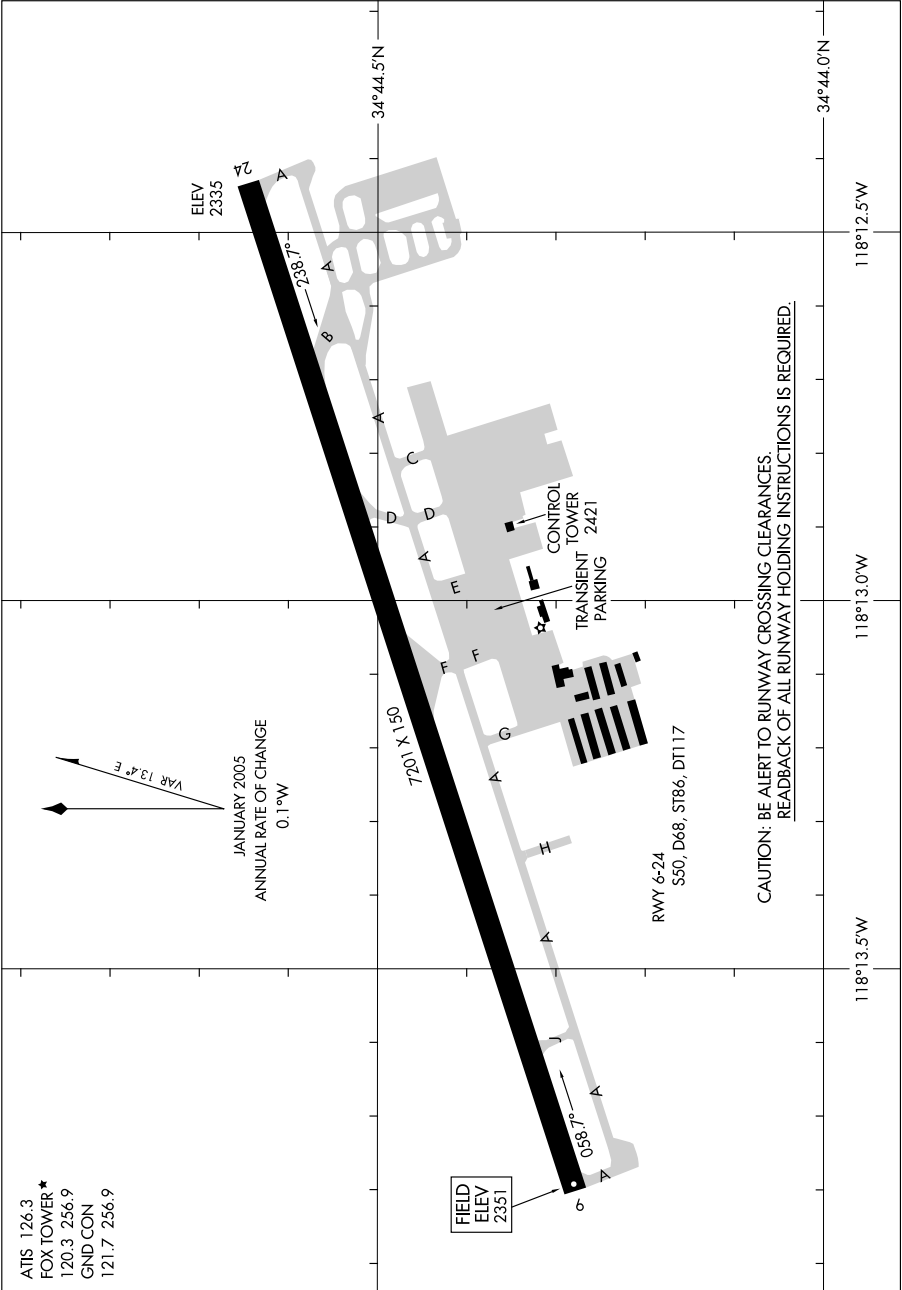 ATIS 126.3
FOX TOWER ★
120.3 256.9
GND CON
121.7 256.9
VAR 13.4° E
JANUARY 2005
ANNUAL RATE OF CHANGE
0.1°W
ELEV
2335
24
A
34°44.5'N
238.7°
A
B
A
C
D
D
A
E
F
F
7201 X 150
G
A
H
A
J
A
058.7°
A
6
FIELD
ELEV
2351
CONTROL
TOWER
2421
TRANSIENT
PARKING
RWY 6-24
S50, D68, ST86, DT117
CAUTION: BE ALERT TO RUNWAY CROSSING CLEARANCES.
READBACK OF ALL RUNWAY HOLDING INSTRUCTIONS IS REQUIRED.
34°44.0'N
118°13.5'W
118°13.0'W
118°12.5'W